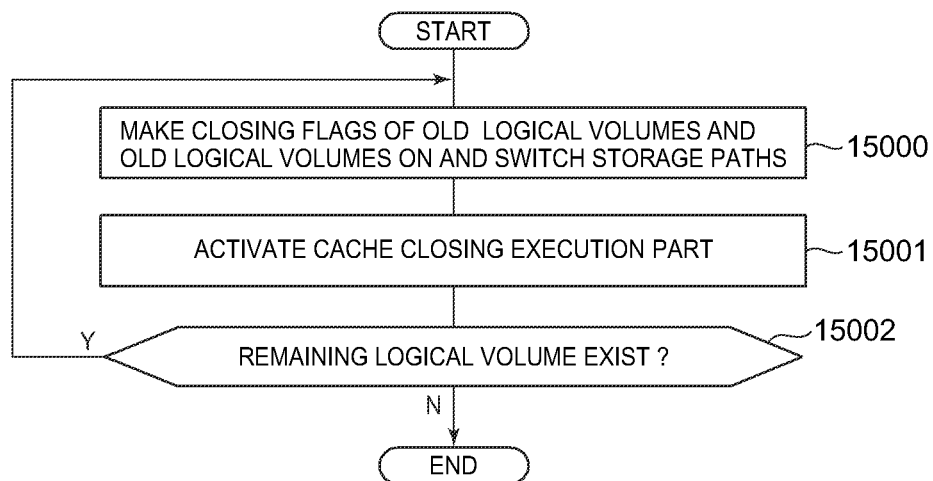 START
MAKE CLOSING FLAGS OF OLD LOGICAL VOLUMES AND
OLD LOGICAL VOLUMES ON AND SWITCH STORAGE PATHS
15000
ACTIVATE CACHE CLOSING EXECUTION PART
15001
15002
Y
REMAINING LOGICAL VOLUME EXIST ?
N
END